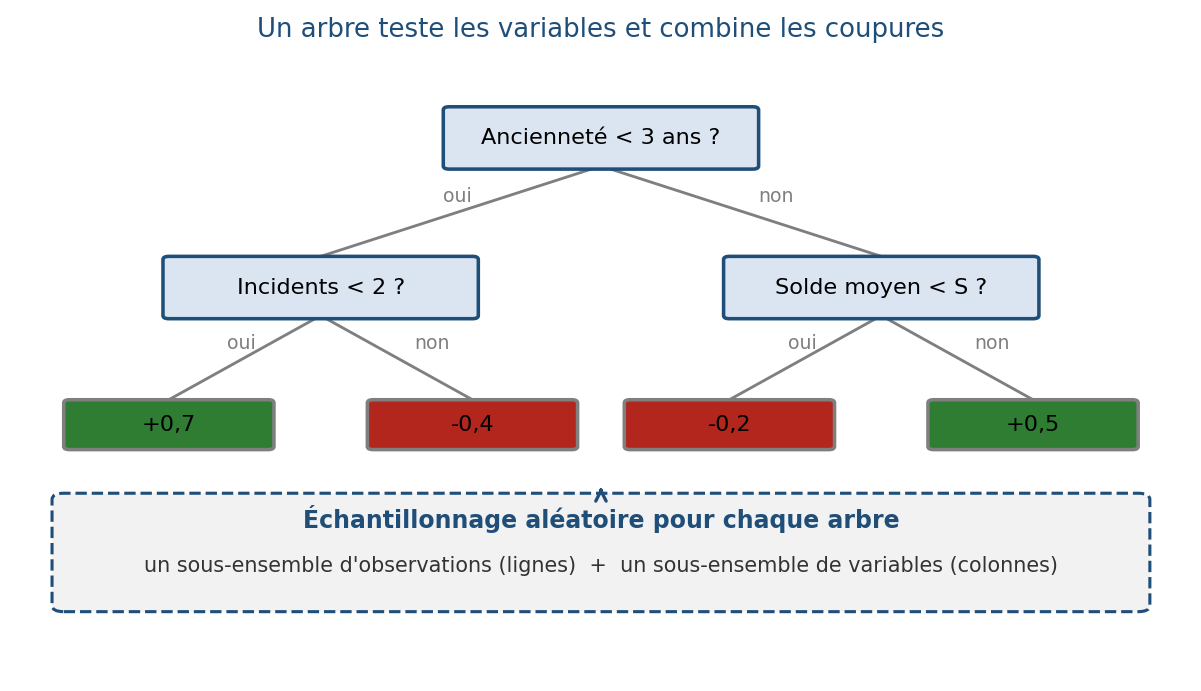 Un arbre teste les variables et combine les coupures
Ancienneté < 3 ans ?
oui
non
Incidents < 2 ?
Solde moyen < S ?
oui
non
oui
non
+0,7
-0,4
-0,2
+0,5
Échantillonnage aléatoire pour chaque arbre
un sous-ensemble d'observations (lignes) + un sous-ensemble de variables (colonnes)